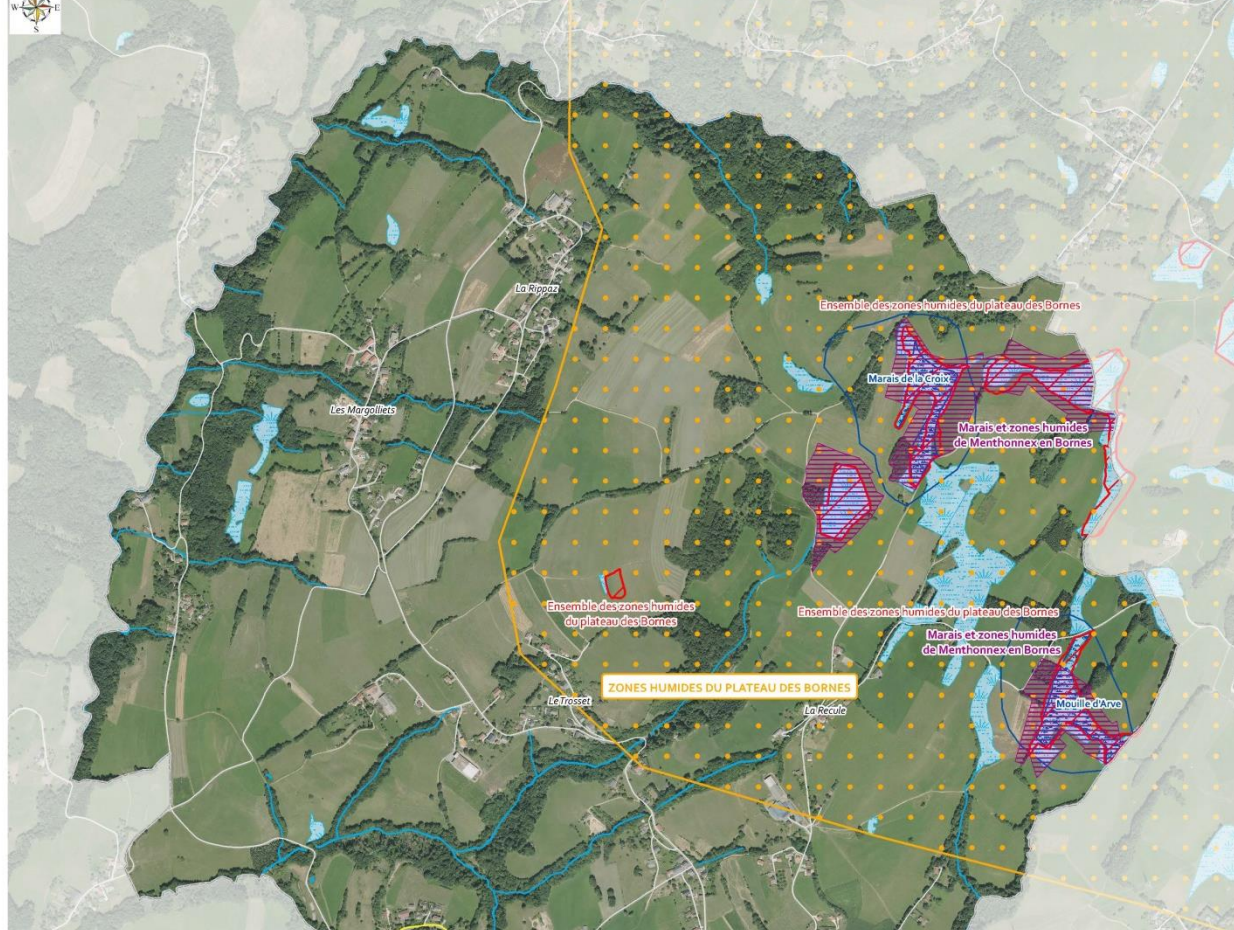 W
E
S
Ensemble des zones humides du plateau des Bornes
La Rippaz
Marais de la Croix
Les Margolliets
Marais et zones humides
de Menthonnex en Bornes
Ensemble des zones humides
du plateau des Bornes
Ensemble des zones humides du plateau des Bornes
Marais et zones humides
de Menthonnex en Bornes
ZONES HUMIDES DU PLATEAU DES BORNES
Le Trosset
La Recule
Mouille d'Arve